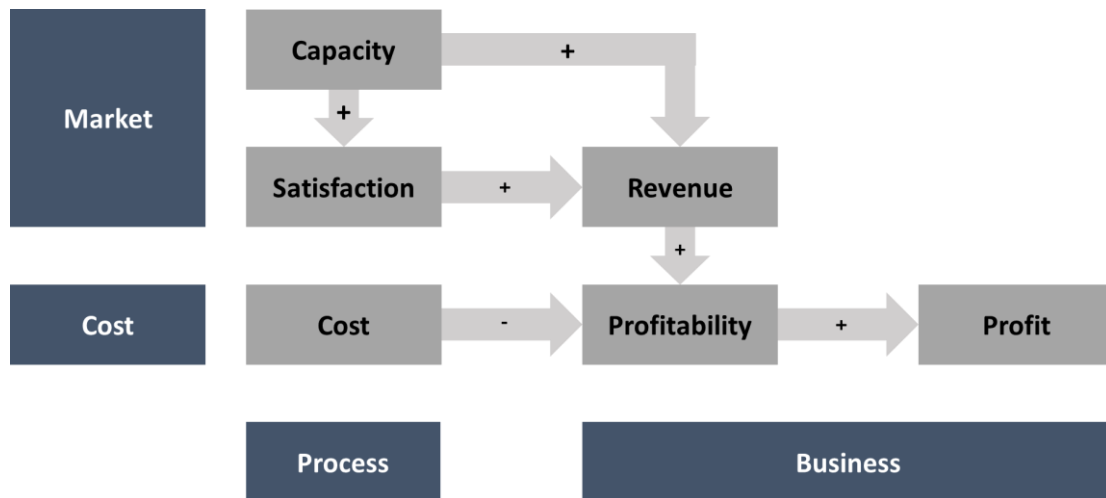 Capacity
+
Market
+
Satisfaction
+
Revenue
+
Cost
Cost
-
Profitability
+
Profit
Process
Business